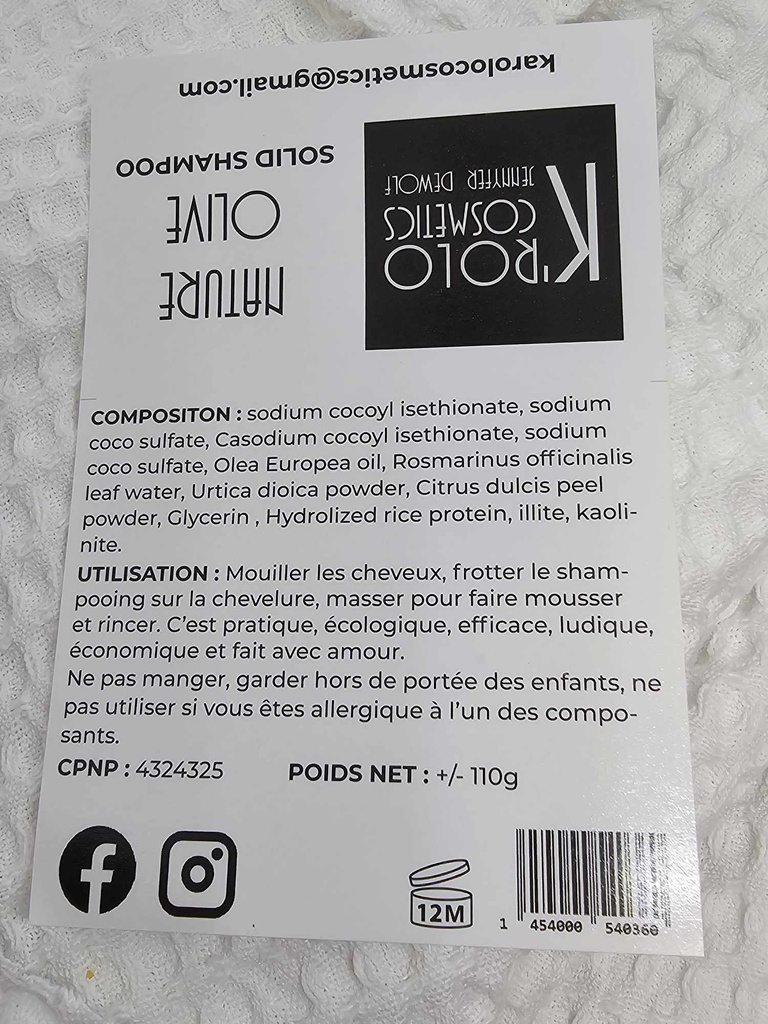 karolocosmetics@gmail.com
SOLID SHAMPOO
OLIVE
NATURE
JENNYFER DEWOLF
COSMETICS
K'ROLO
COMPOSITON : sodium cocoyl isethionate, sodium
coco sulfate, Casodium cocoyl isethionate, sodium
coco sulfate, Olea Europea oil, Rosmarinus officinalis
leaf water, Urtica dioica powder, Citrus dulcis peel
powder, Glycerin , Hydrolized rice protein, illite, kaoli-
nite.
UTILISATION : Mouiller les cheveux, frotter le sham-
pooing sur la chevelure, masser pour faire mousser
et rincer. C'est pratique, écologique, efficace, ludique,
économique et fait avec amour.
Ne pas manger, garder hors de portée des enfants, ne
pas utiliser si vous êtes allergique à l'un des compo-
sants.
CPNP : 4324325 POIDS NET : +/- 110g
12M
1 454000 540360